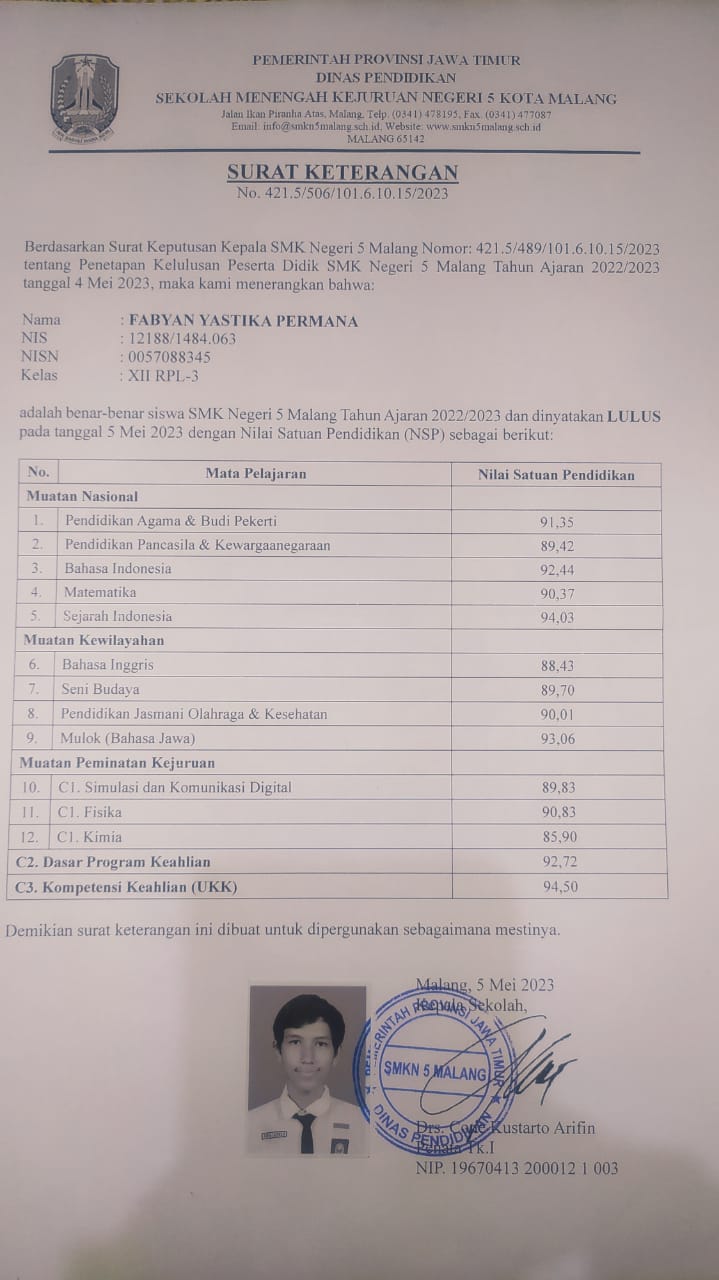 PEMERINTAH PROVINSI JAWA TIMUR
DINAS PENDIDIKAN
SEKOLAH MENENGAH KEJURUAN NEGERI 5 KOTA MALANG
Jalan Ikan Piranha Atas, Malang, Telp. (0341) 478195, Fax. (0341) 477087
Email: info@smkn5malang.sch.id, Website: www.smkn5malang.sch.id
MALANG 65142
SURAT KETERANGAN
No. 421.5/506/101.6.10.15/2023
Berdasarkan Surat Keputusan Kepala SMK Negeri 5 Malang Nomor: 421.5/489/101.6.10.15/2023
tentang Penetapan Kelulusan Peserta Didik SMK Negeri 5 Malang Tahun Ajaran 2022/2023
tanggal 4 Mei 2023, maka kami menerangkan bahwa:
Nama : FABYAN YASTIKA PERMANA
NIS : 12188/1484.063
NISN : 0057088345
Kelas : XII RPL-3
adalah benar-benar siswa SMK Negeri 5 Malang Tahun Ajaran 2022/2023 dan dinyatakan LULUS
pada tanggal 5 Mei 2023 dengan Nilai Satuan Pendidikan (NSP) sebagai berikut:
No. Mata Pelajaran Nilai Satuan Pendidikan
Muatan Nasional
1. Pendidikan Agama & Budi Pekerti 91,35
2. Pendidikan Pancasila & Kewargaanegaraan 89,42
3. Bahasa Indonesia 92,44
4. Matematika 90,37
5. Sejarah Indonesia 94,03
Muatan Kewilayahan
6. Bahasa Inggris 88,43
7. Seni Budaya 89,70
8. Pendidikan Jasmani Olahraga & Kesehatan 90,01
9. Mulok (Bahasa Jawa) 93,06
Muatan Peminatan Kejuruan
10. C1. Simulasi dan Komunikasi Digital 89,83
11. C1. Fisika 90,83
12. C1. Kimia 85,90
C2. Dasar Program Keahlian 92,72
C3. Kompetensi Keahlian (UKK) 94,50
Demikian surat keterangan ini dibuat untuk dipergunakan sebagaimana mestinya.
Malang, 5 Mei 2023
Kepala Sekolah,
PEMERINTAH PROVINSI JAWA TIMUR
SMKN 5 MALANG
DINAS PENDIDIKAN
Drs. Kustarto Arifin
Tk.I
NIP. 19670413 200012 1 003